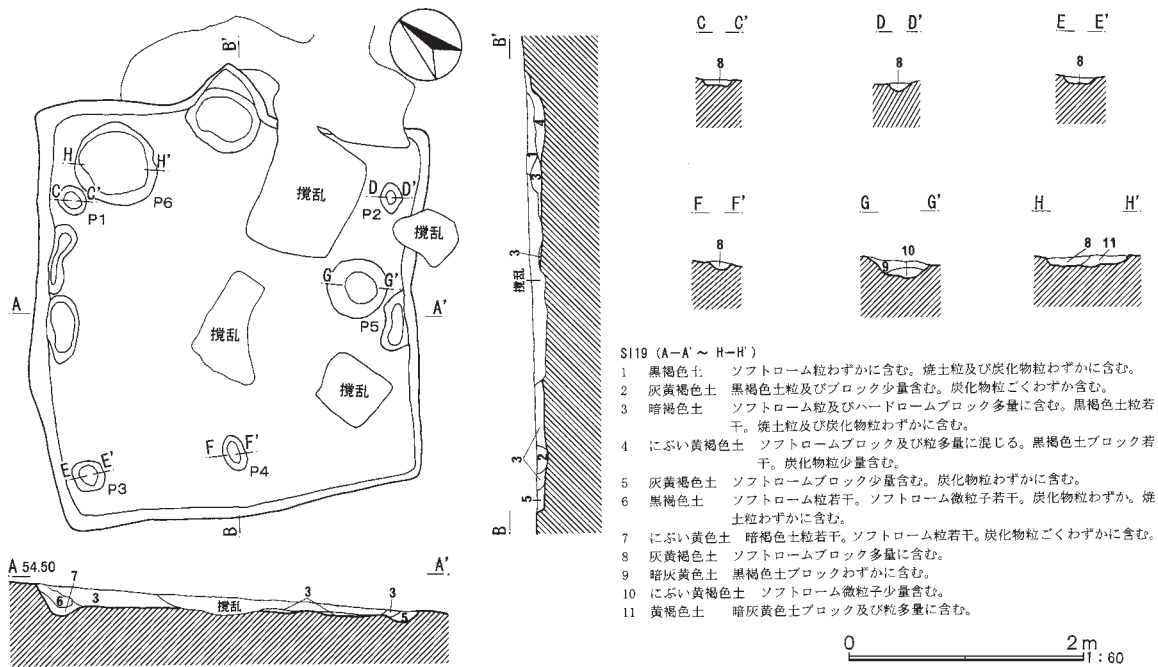 B'
H H'
C C'
P1
P6
D D'
P2
攪乱
攪乱
G G'
P5
A A'
攪乱
攪乱
F F'
P4
E E'
P3
B
A 54.50 A'
7
6
3
攪乱
3
3
5
B'
4
1
3
3
攪乱
3
2
5
B
C C' D D' E E'
8 8 8
F F' G G' H H'
8
9 10
8 11
SI19 (A-A' ~ H-H')
1 黒褐色土 ソフトローム粒わずかに含む。焼土粒及び炭化物粒わずかに含む。
2 灰黄褐色土 黒褐色土粒及びブロック少量含む。炭化物粒ごくわずか含む。
3 暗褐色土 ソフトローム粒及びハードロームブロック多量に含む。黒褐色土粒若
干。焼土粒及び炭化物粒わずかに含む。
4 にぶい黄褐色土 ソフトロームブロック及び粒多量に混じる。黒褐色土ブロック若
干。炭化物粒少量含む。
5 灰黄褐色土 ソフトロームブロック少量含む。炭化物粒わずかに含む。
6 黒褐色土 ソフトローム粒若干。ソフトローム微粒子若干。炭化物粒わずか。焼
土粒わずかに含む。
7 にぶい黄色土 暗褐色土粒若干。ソフトローム粒若干。炭化物粒ごくわずかに含む。
8 灰黄褐色土 ソフトロームブロック多量に含む。
9 暗灰黄色土 黒褐色土ブロックわずかに含む。
10 にぶい黄褐色土 ソフトローム微粒子少量含む。
11 黄褐色土 暗灰黄色土ブロック及び粒多量に含む。
0 2m
1:60